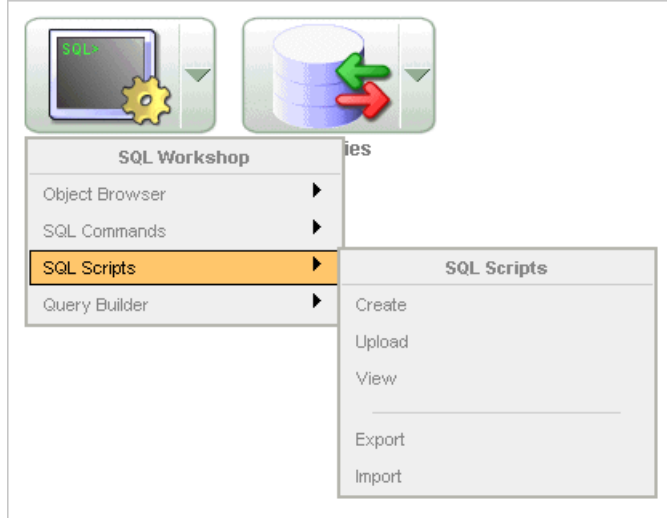 SQL>
ies
SQL Workshop
Object Browser
SQL Commands
SQL Scripts
Query Builder
SQL Scripts
Create
Upload
View
Export
Import